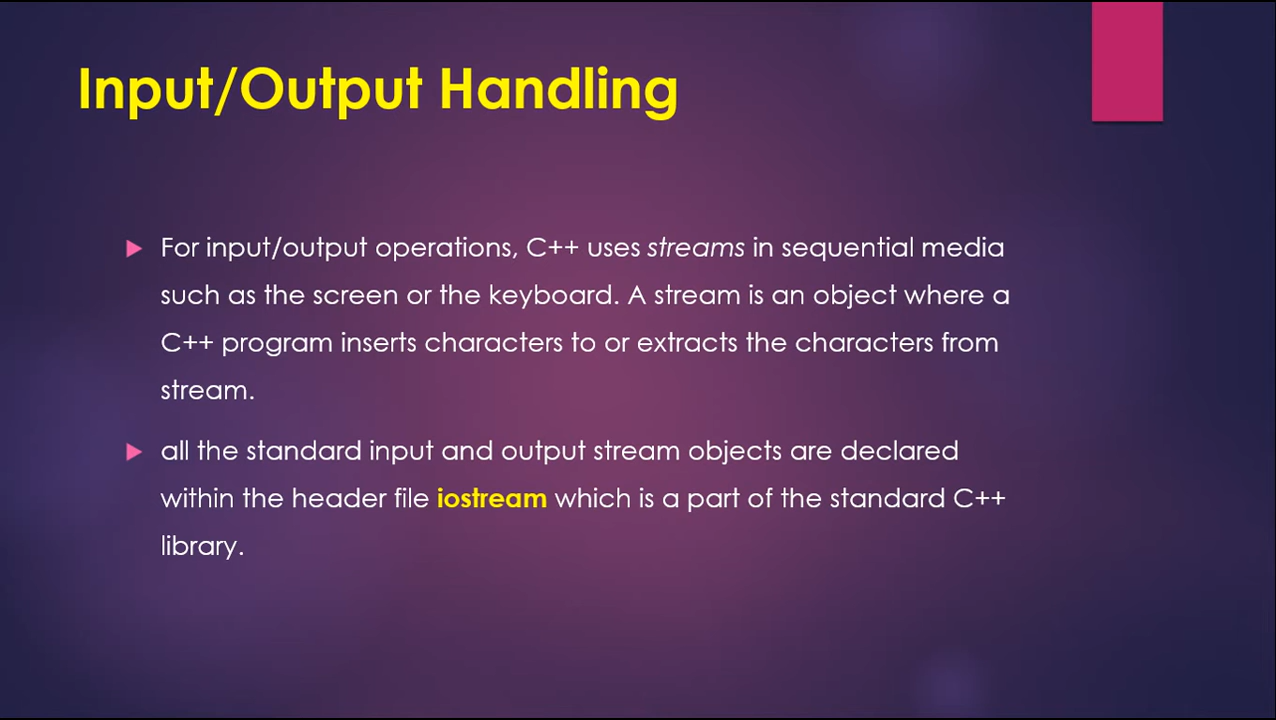 Input/Output Handling
For input/output operations, C++ uses streams in sequential media
such as the screen or the keyboard. A stream is an object where a
C++ program inserts characters to or extracts the characters from
stream.
all the standard input and output stream objects are declared
within the header file iostream which is a part of the standard C++
library.